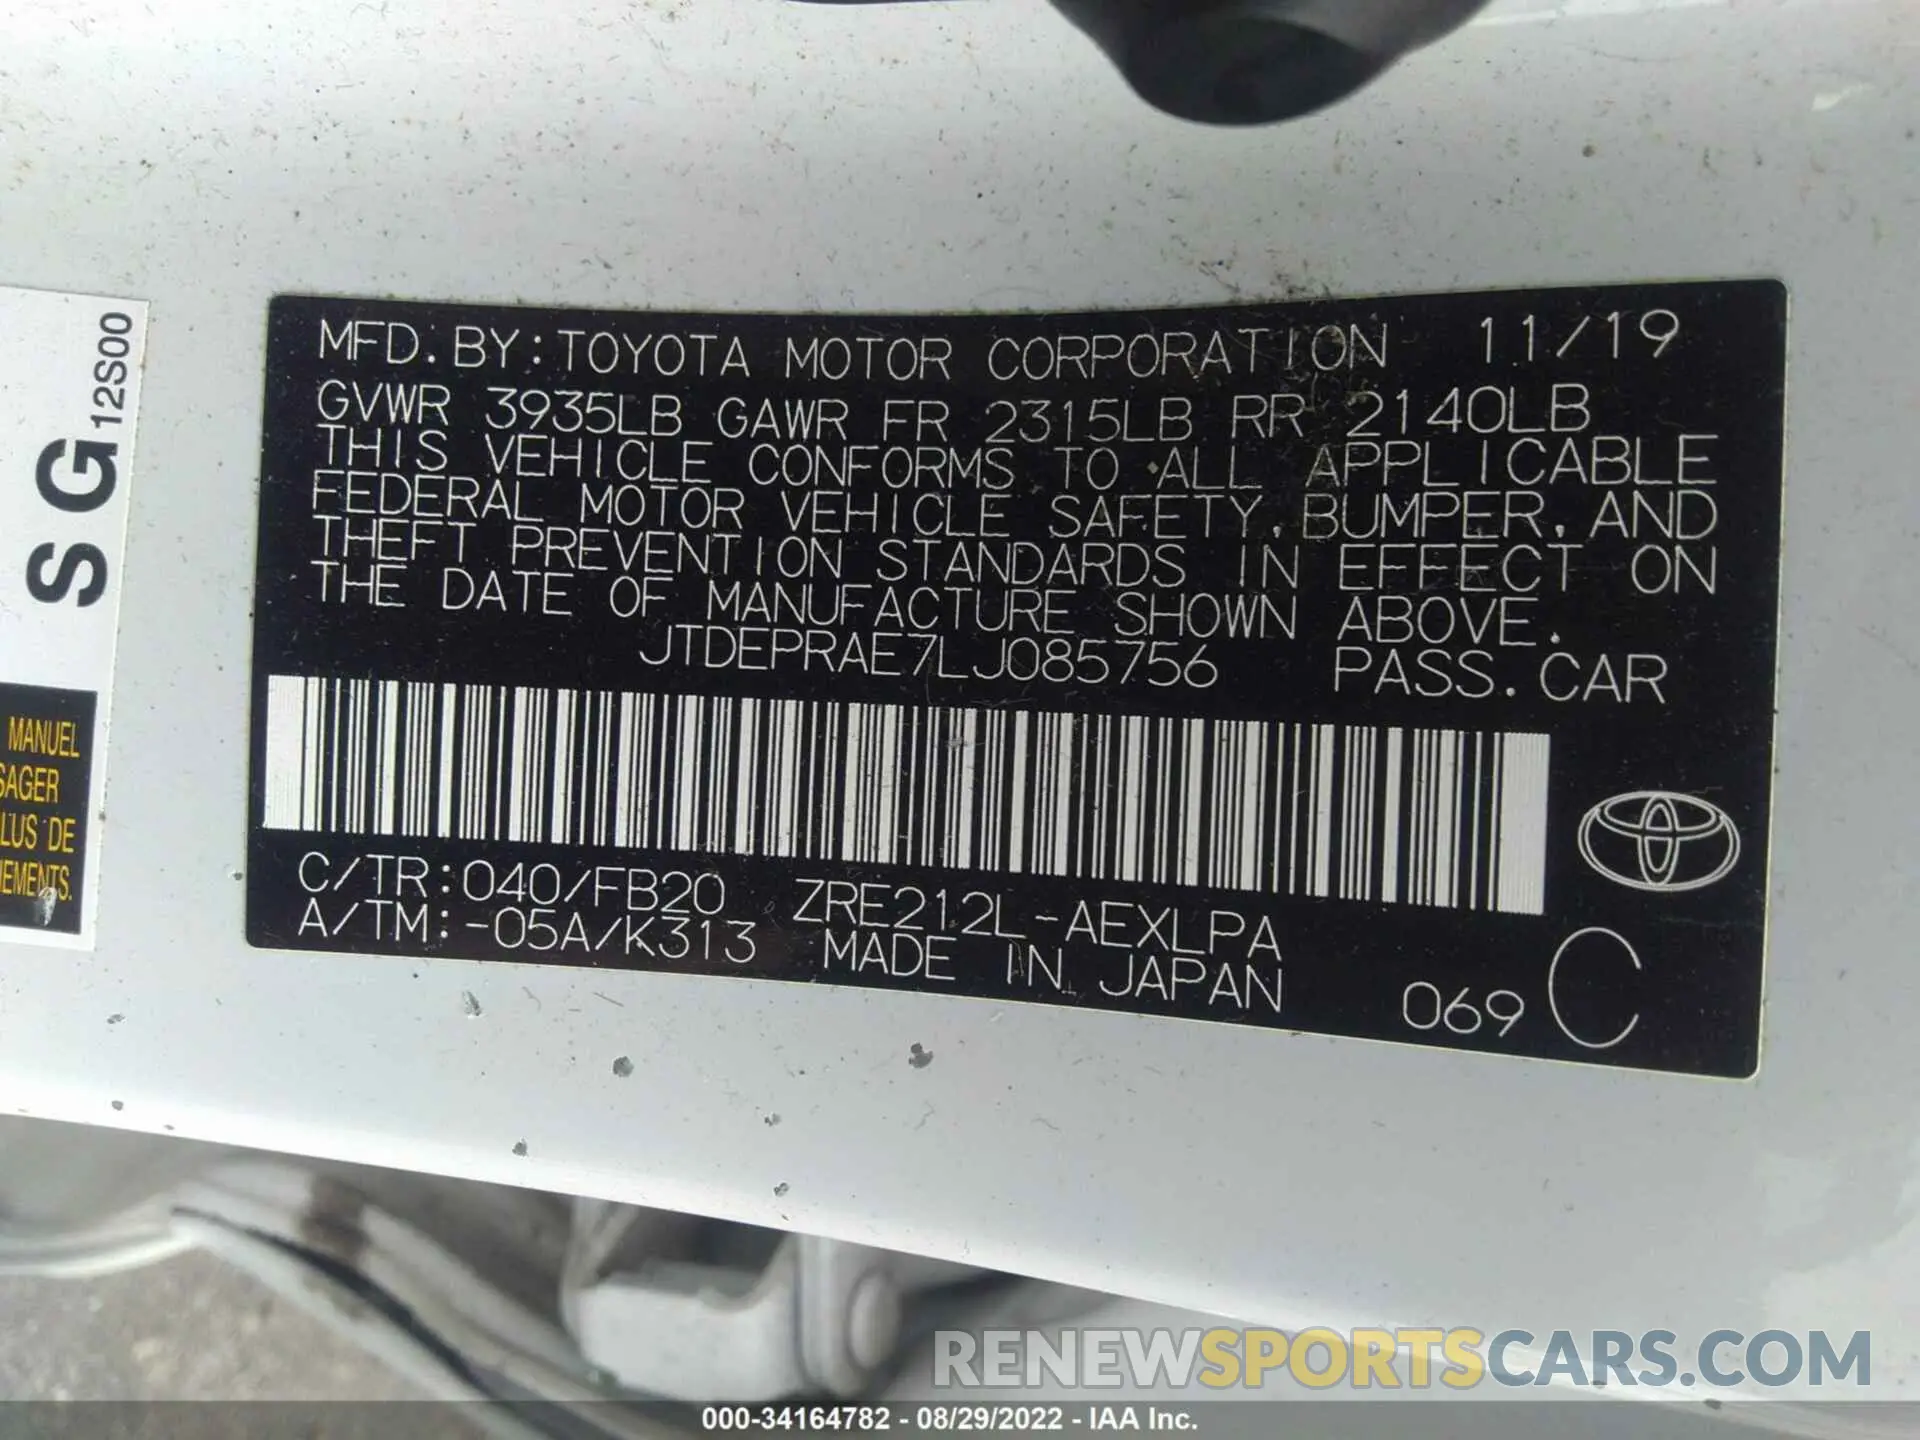 MFD. BY: TOYOTA MOTOR CORPORATION 11/19
GVWR 3935LB GAWR FR 2315LB RR 2140LB
THIS VEHICLE CONFORMS TO ALL APPLICABLE
FEDERAL MOTOR VEHICLE SAFETY, BUMPER, AND
THEFT PREVENTION STANDARDS IN EFFECT ON
THE DATE OF MANUFACTURE SHOWN ABOVE.
JTDEPRAE7LJ085756 PASS. CAR
C/TR: 040/FB20 ZRE212L-AEXLPA
A/TM: -05A/K313 MADE IN JAPAN
069 C
SG 12S00
MANUEL
SAGER
LUS DE
NEMENTS.
RENEWSPORTSCARS.COM
000-34164782 - 08/29/2022 - IAA Inc.